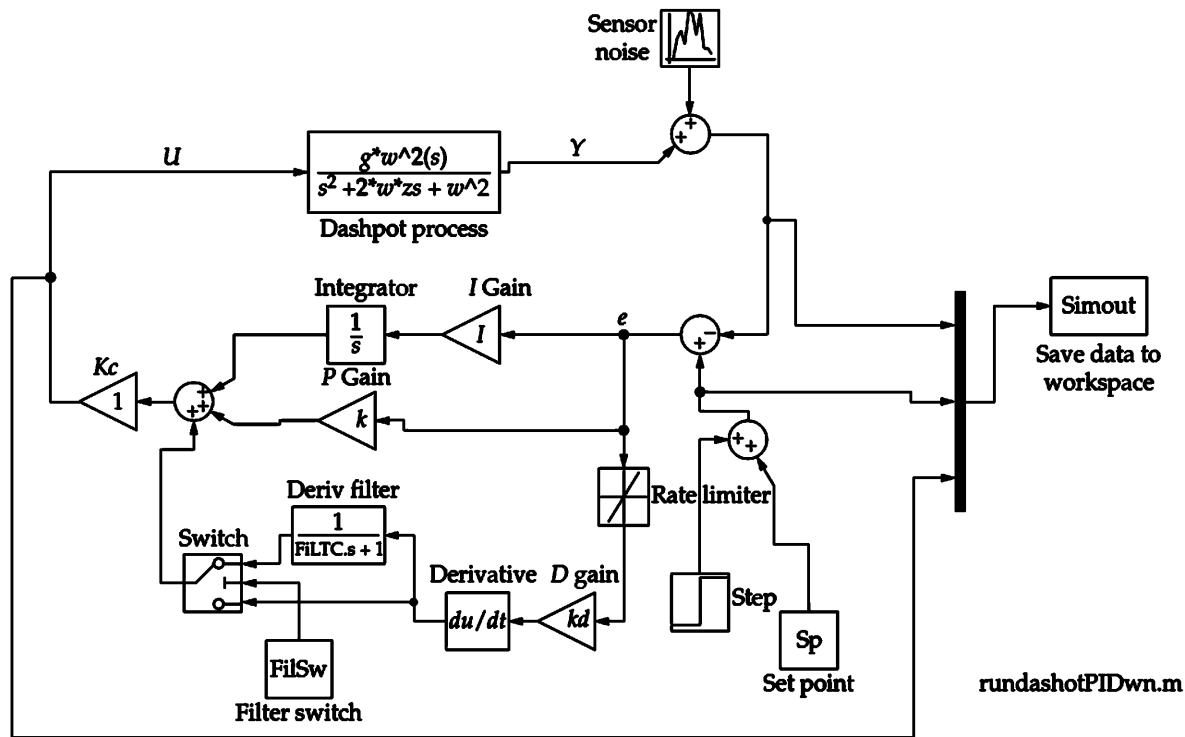 Sensor
noise
+
+
U
g*w^2(s)
s² +2*w*zs + w^2
Y
Dashpot process
Integrator
I Gain
1
s
I
e
−
+
Simout
Save data to
workspace
P Gain
Kc
1
+
+
+
k
+
+
Rate limiter
Deriv filter
1
FiLTC.s + 1
Switch
Derivative
D gain
du/dt
kd
Step
Sp
Set point
FilSw
Filter switch
rundashotPIDwn.m